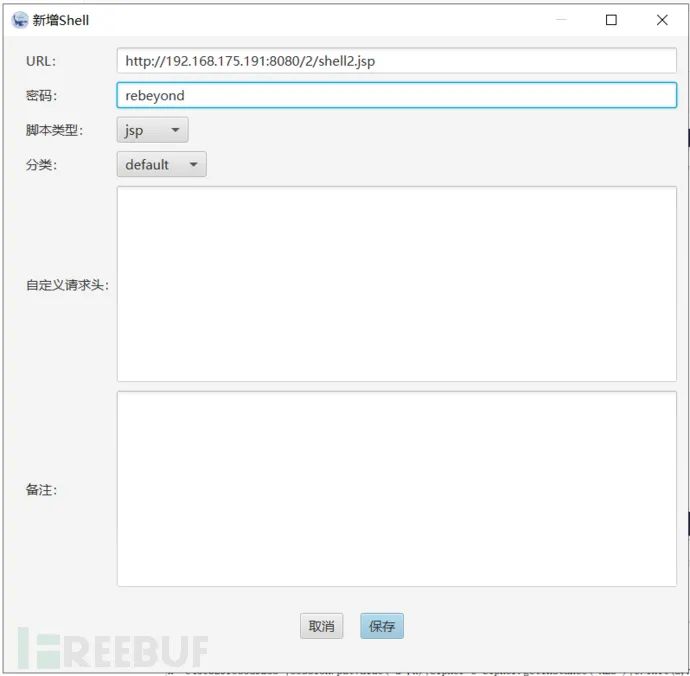 新增Shell
URL:
http://192.168.175.191:8080/2/shell2.jsp
密码:
rebeyond
脚本类型:
jsp
分类:
default
自定义请求头:
备注:
取消
保存
FREEBUF